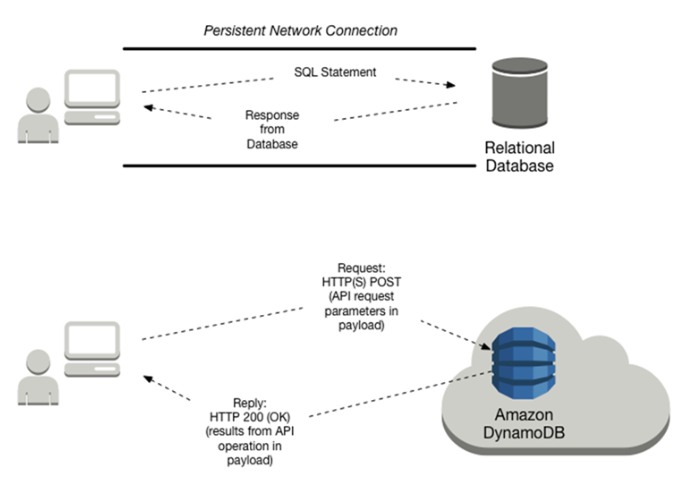 Persistent Network Connection
SQL Statement
Response
from
Database
Relational
Database
Request:
HTTP(S) POST
(API request
parameters in
payload)
Reply:
HTTP 200 (OK)
(results from API
operation in
payload)
Amazon
DynamoDB